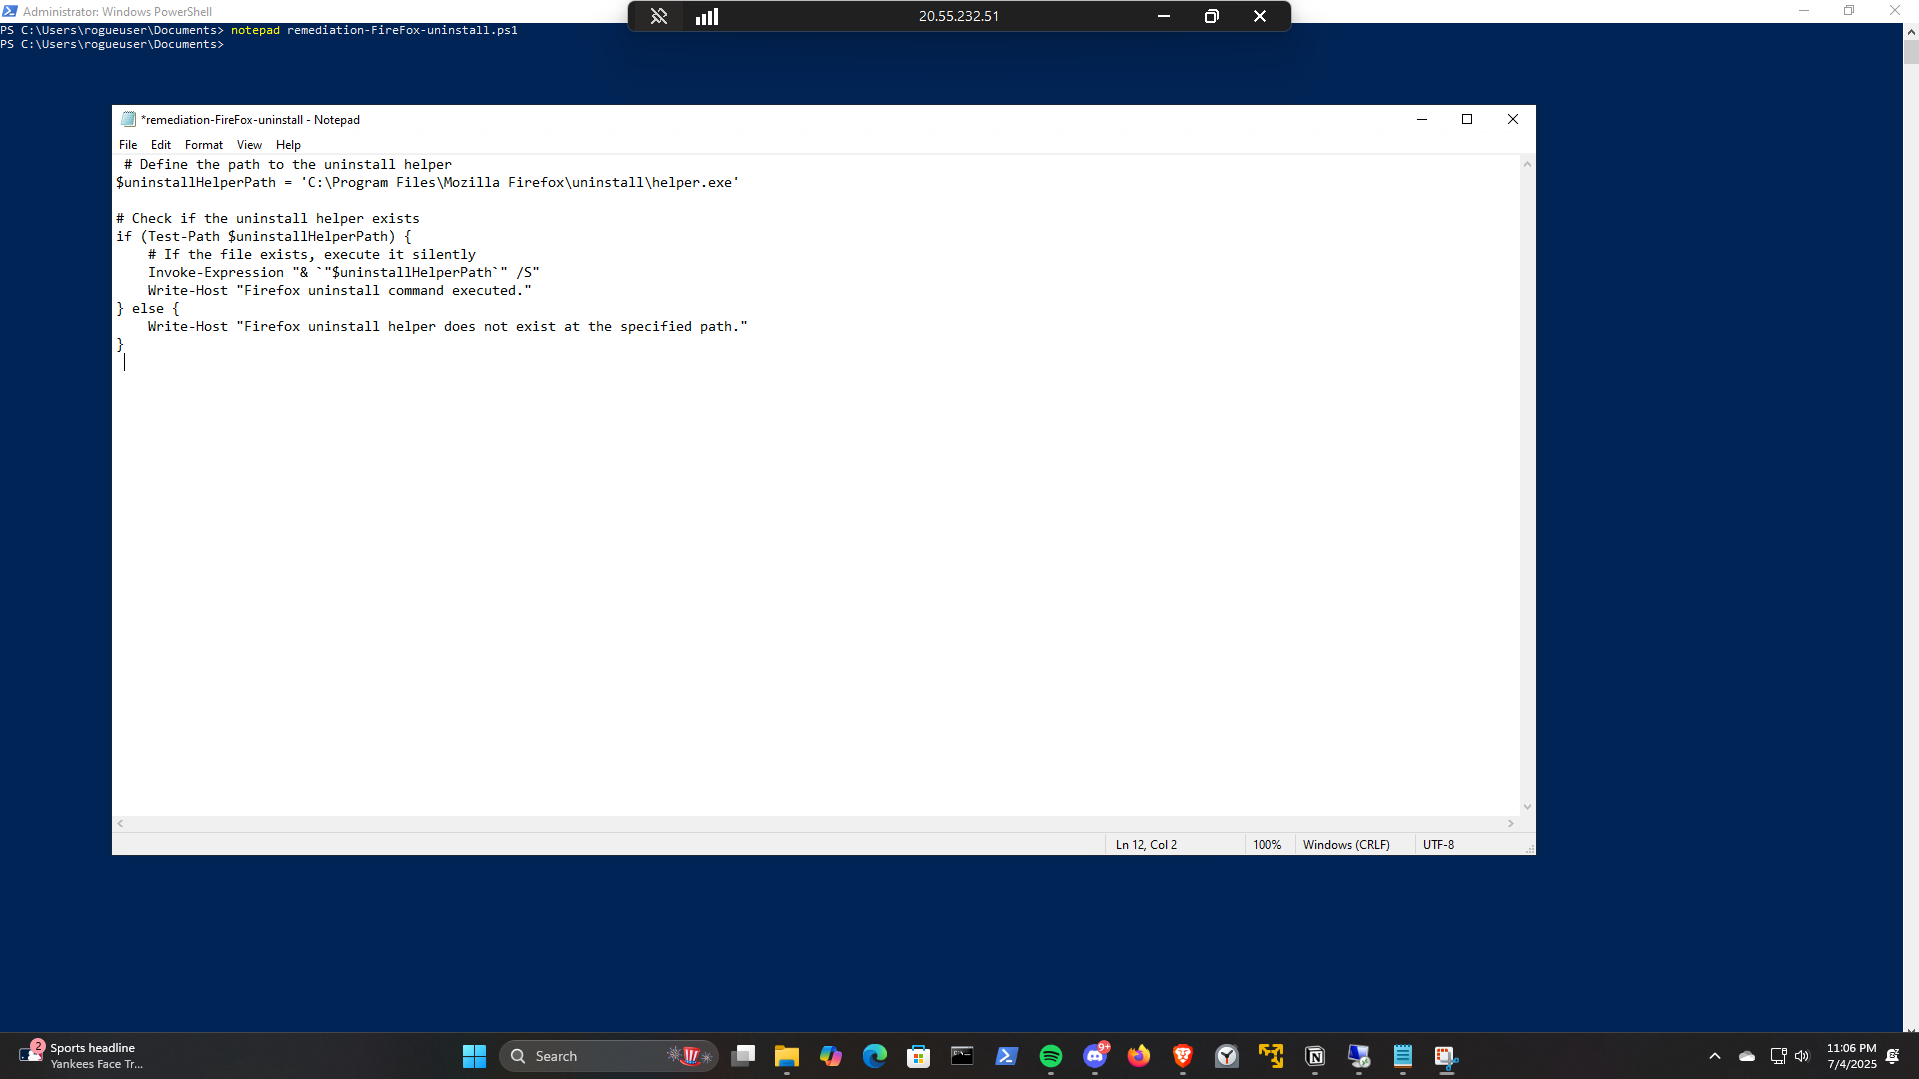 Administrator: Windows PowerShell
20.55.232.51
PS C:\Users\rogueuser\Documents> notepad remediation-FireFox-uninstall.ps1
PS C:\Users\rogueuser\Documents>
*remediation-FireFox-uninstall - Notepad
File Edit Format View Help
 # Define the path to the uninstall helper
$uninstallHelperPath = 'C:\Program Files\Mozilla Firefox\uninstall\helper.exe'
# Check if the uninstall helper exists
if (Test-Path $uninstallHelperPath) {
    # If the file exists, execute it silently
    Invoke-Expression "& `"$uninstallHelperPath`" /S"
    Write-Host "Firefox uninstall command executed."
} else {
    Write-Host "Firefox uninstall helper does not exist at the specified path."
}
Ln 12, Col 2
100%
Windows (CRLF)
UTF-8
2
Sports headline
Yankees Face Tr...
Search
9+
11:06 PM
7/4/2025